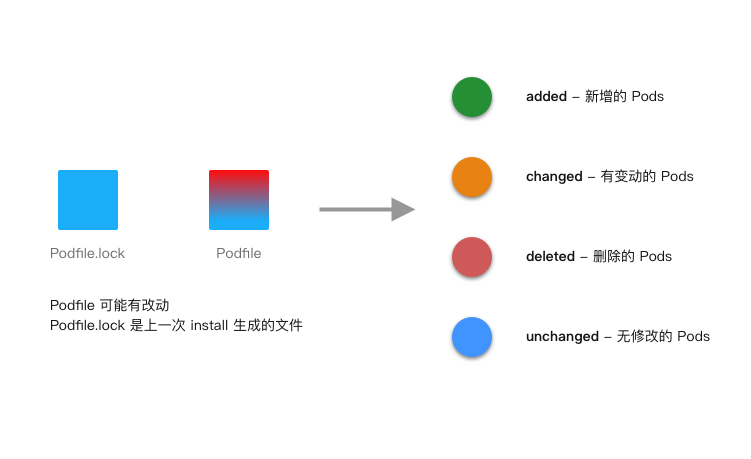 Podfile.lock
Podfile
Podfile 可能有改动
Podfile.lock 是上一次 install 生成的文件
added – 新增的 Pods
changed – 有变动的 Pods
deleted – 删除的 Pods
unchanged – 无修改的 Pods